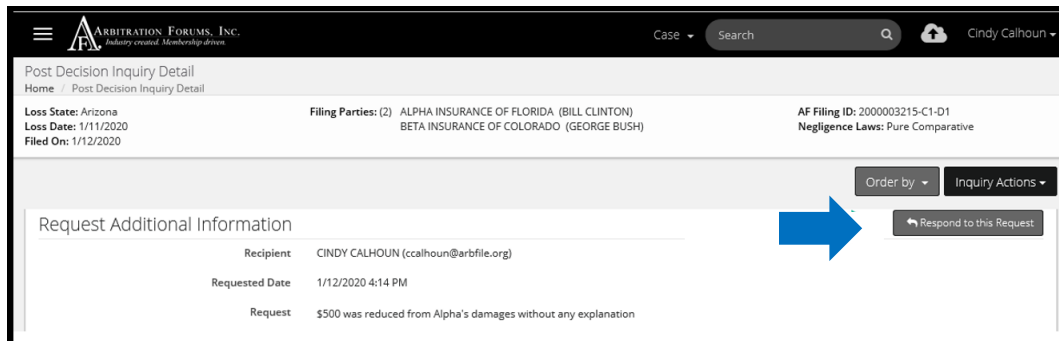 ARBITRATION FORUMS, INC.
Industry created. Membership driven.
Case
Search
Cindy Calhoun
Post Decision Inquiry Detail
Home / Post Decision Inquiry Detail
Loss State: Arizona
Loss Date: 1/11/2020
Filed On: 1/12/2020
Filing Parties: (2) ALPHA INSURANCE OF FLORIDA (BILL CLINTON)
BETA INSURANCE OF COLORADO (GEORGE BUSH)
AF Filing ID: 2000003215-C1-D1
Negligence Laws: Pure Comparative
Order by
Inquiry Actions
Request Additional Information
Respond to this Request
Recipient CINDY CALHOUN (ccalhoun@arbfile.org)
Requested Date 1/12/2020 4:14 PM
Request $500 was reduced from Alpha's damages without any explanation